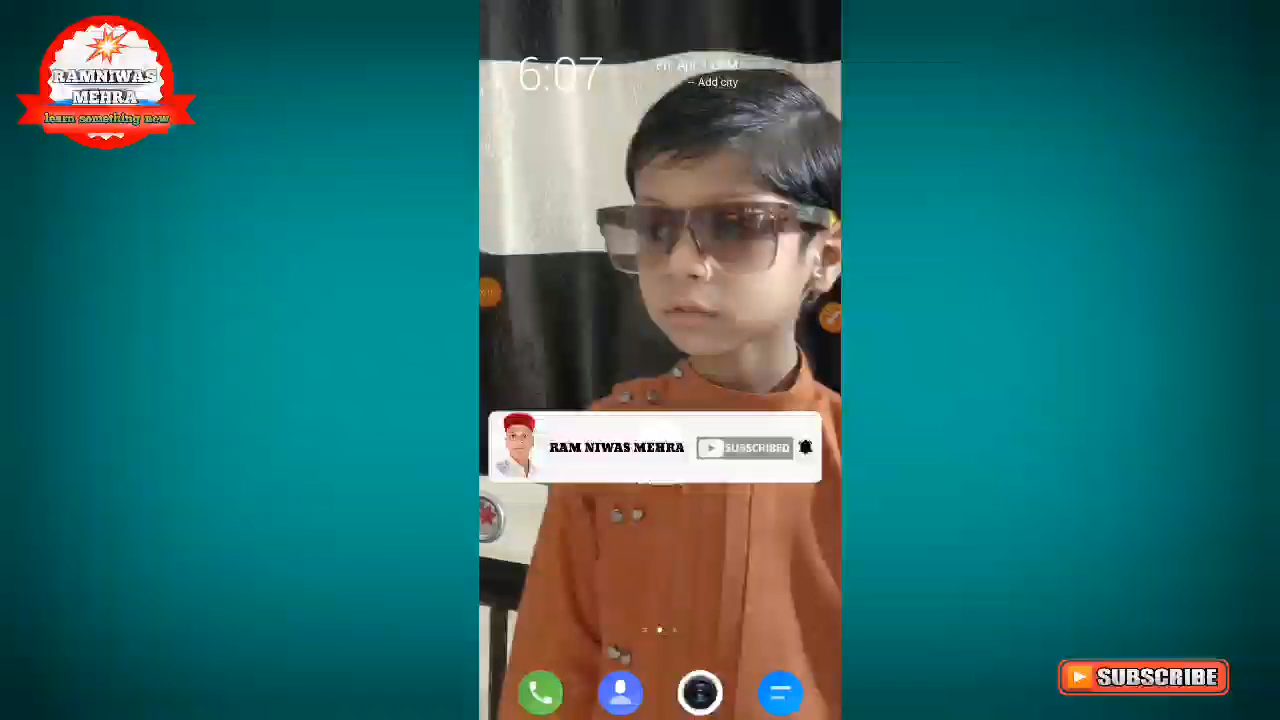 RAMNIWAS
MEHRA
learn something new
6:07
Add city
RAM NIWAS MEHRA
SUBSCRIBED
SUBSCRIBE